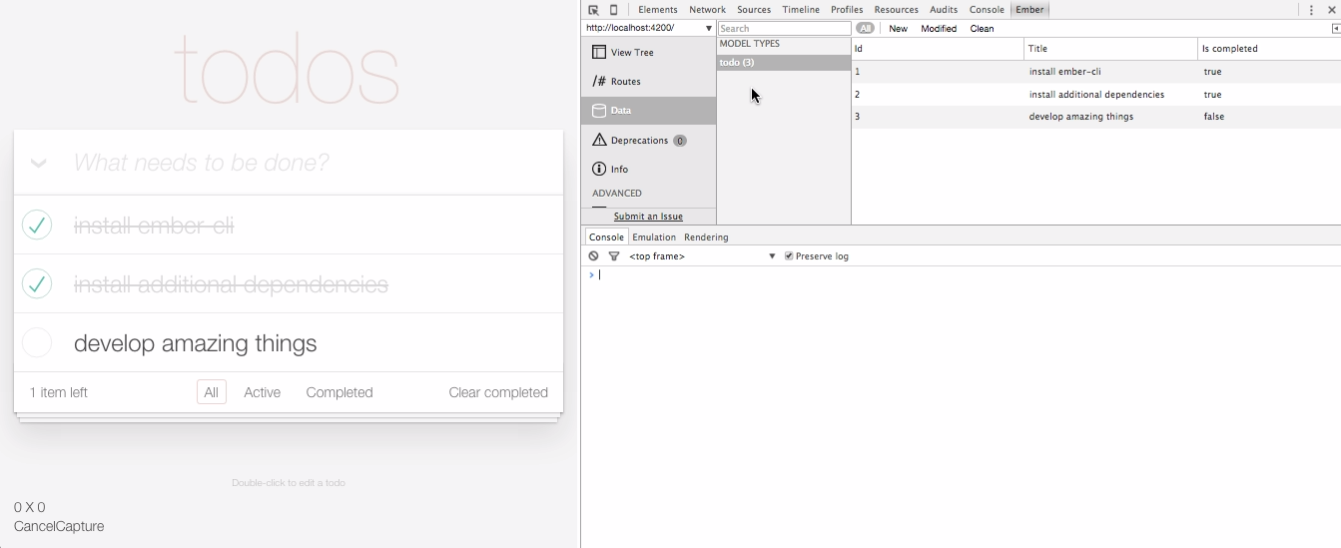 todos
What needs to be done?
install ember-cli
install additional dependencies
develop amazing things
1 item left All Active Completed Clear completed
Double-click to edit a todo
0 X 0
CancelCapture
Elements Network Sources Timeline Profiles Resources Audits Console Ember
http://localhost:4200/
View Tree
/# Routes
Data
Deprecations 0
Info
ADVANCED
Submit an Issue
Search
MODEL TYPES
todo (3)
All New Modified Clean
Id Title Is completed
1 install ember-cli true
2 install additional dependencies true
3 develop amazing things false
Console Emulation Rendering
<top frame> Preserve log